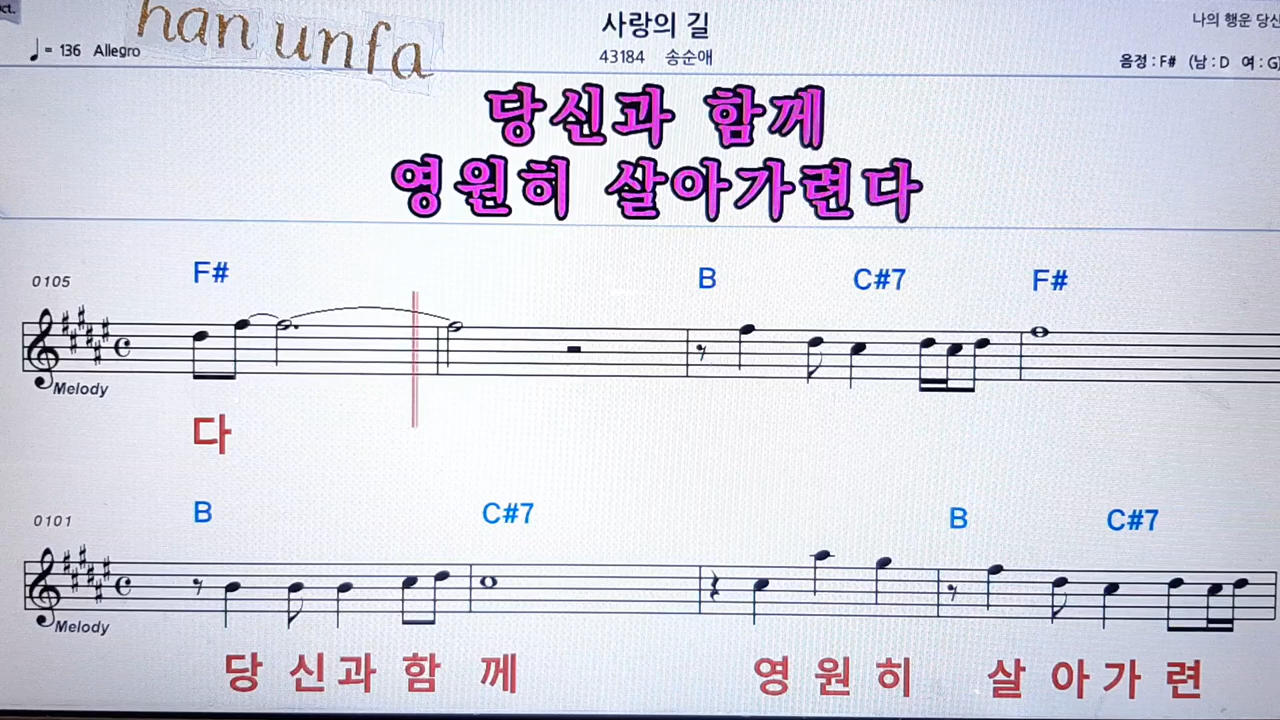 ct.
han unfa
사랑의 길
나의 행운 당신
♩ = 136 Allegro
43184 송순애
음정 : F# (남 : D 여 : G)
당신과 함께
영원히 살아가련다
0105
F# B C#7 F#
Melody
다
0101
B C#7 B C#7
Melody
당 신과 함 께 영 원 히 살 아가 련